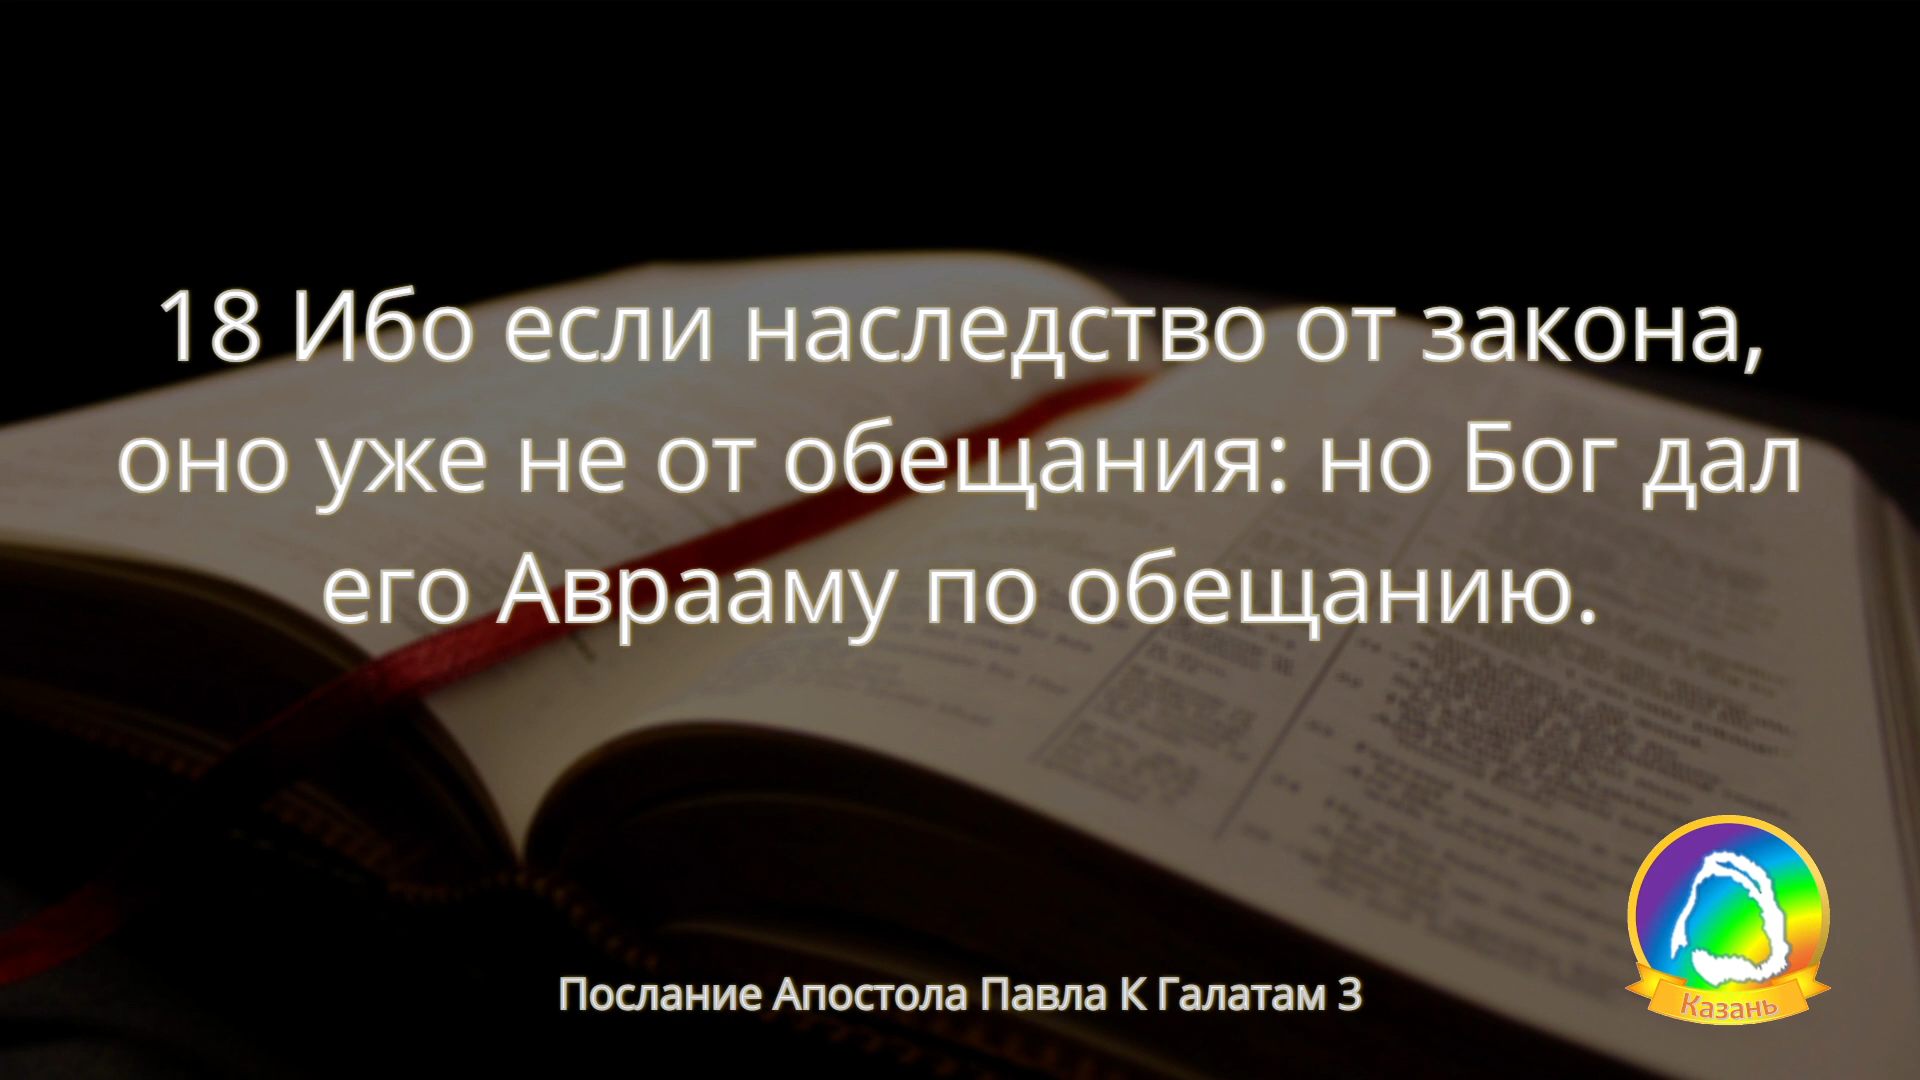 18 Ибо если наследство от закона,
оно уже не от обещания: но Бог дал
его Аврааму по обещанию.
Послание Апостола Павла К Галатам 3
Казань